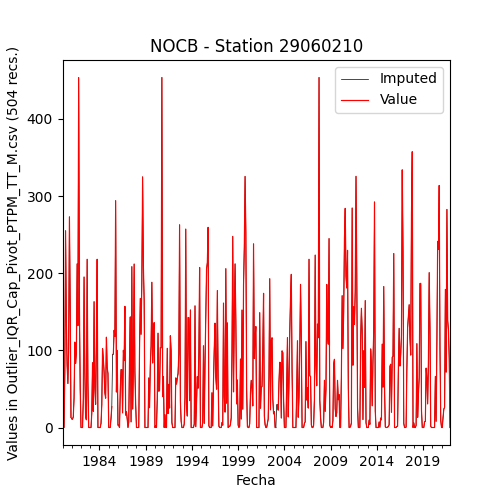 NOCB - Station 29060210
Imputed
Value
Values in Outlier_IQR_Cap_Pivot_PTPM_TT_M.csv (504 recs.)
400
300
200
100
0
1984 1989 1994 1999 2004 2009 2014 2019
Fecha